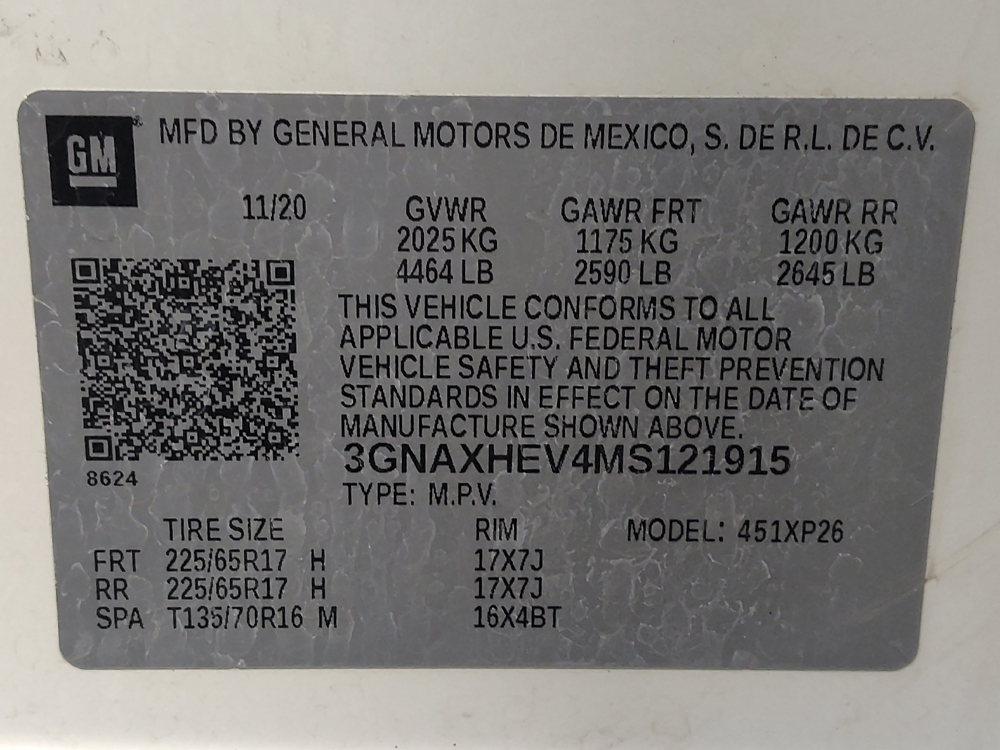 GM
MFD BY GENERAL MOTORS DE MEXICO, S. DE R.L. DE C.V.
11/20 GVWR GAWR FRT GAWR RR
2025 KG 1175 KG 1200 KG
4464 LB 2590 LB 2645 LB
THIS VEHICLE CONFORMS TO ALL
APPLICABLE U.S. FEDERAL MOTOR
VEHICLE SAFETY AND THEFT PREVENTION
STANDARDS IN EFFECT ON THE DATE OF
MANUFACTURE SHOWN ABOVE.
3GNAXHEV4MS121915
8624
TYPE: M.P.V.
TIRE SIZE RIM MODEL: 451XP26
FRT 225/65R17 H 17X7J
RR 225/65R17 H 17X7J
SPA T135/70R16 M 16X4BT